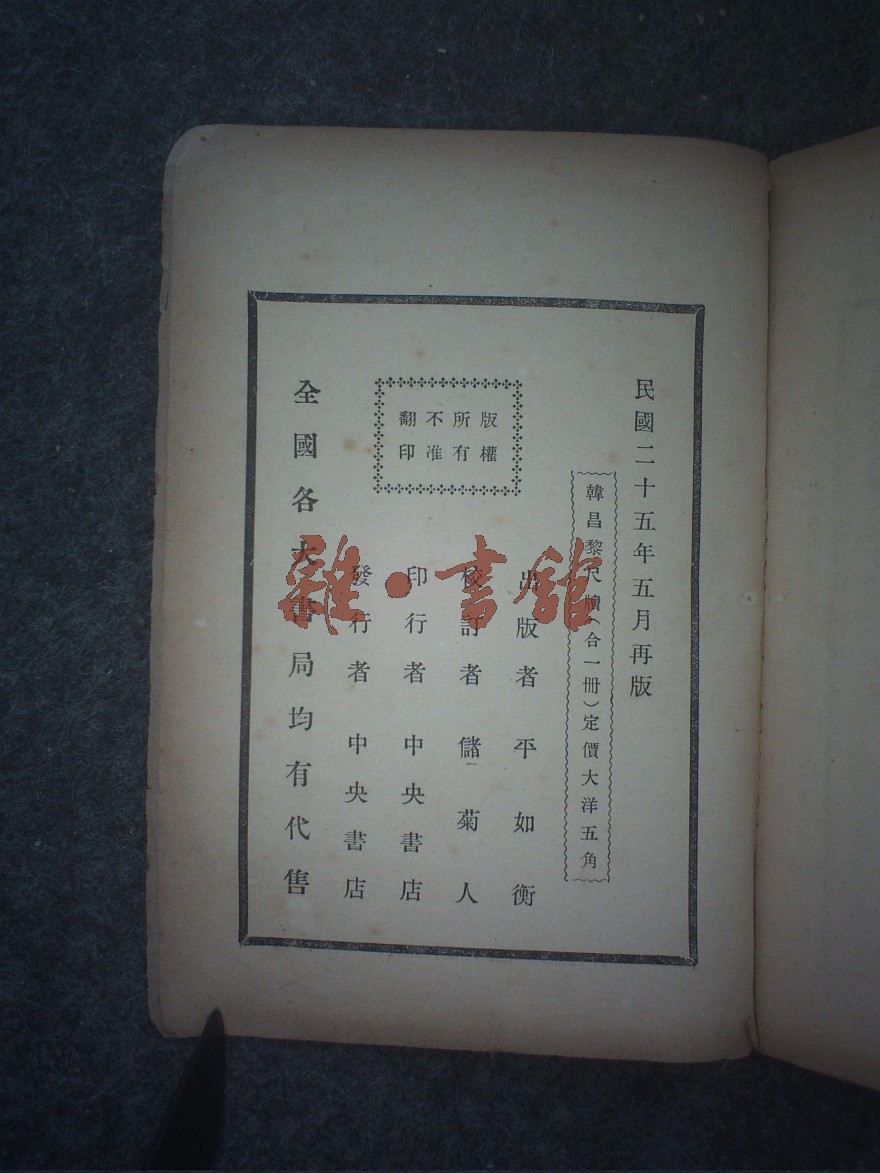 民國二十五年五月再版
韓昌黎尺牘(合一冊)定價大洋五角
版權
所有
不准
翻印
出版者 平如衡
校訂者 儲菊人
印行者 中央書店
發行者 中央書店
全國各大書局均有代售
雜·書館